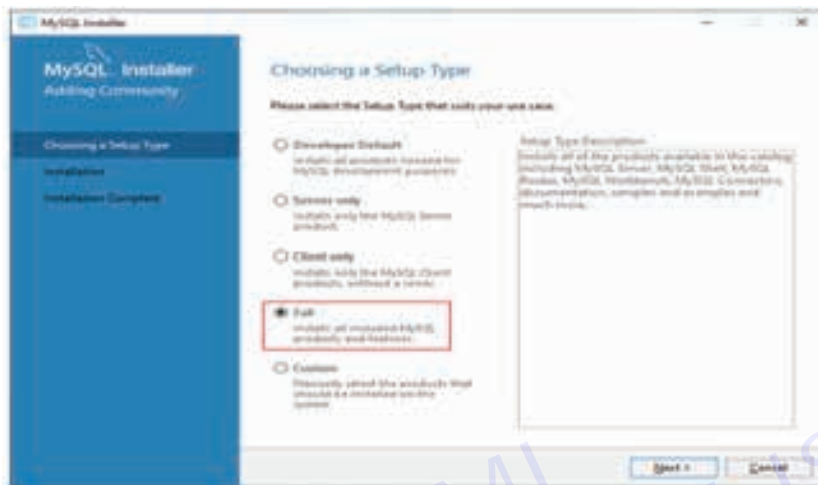 MySQL Installer
MySQL Installer
Adding Community
Choosing a Setup Type
Installation
Installation Complete
Choosing a Setup Type
Please select the Setup Type that suits your use case.
Developer Default
Installs all products needed for
MySQL development purposes.
Server only
Installs only the MySQL Server
product.
Client only
Installs only the MySQL Client
products, without a server.
Full
Installs all included MySQL
products and features.
Custom
Manually select the products that
should be installed on the
system.
Setup Type Description
Installs all of the products available in this catalog
including MySQL Server, MySQL Shell, MySQL
Router, MySQL Workbench, MySQL Connectors,
documentation, samples and examples and
much more.
Next >
Cancel